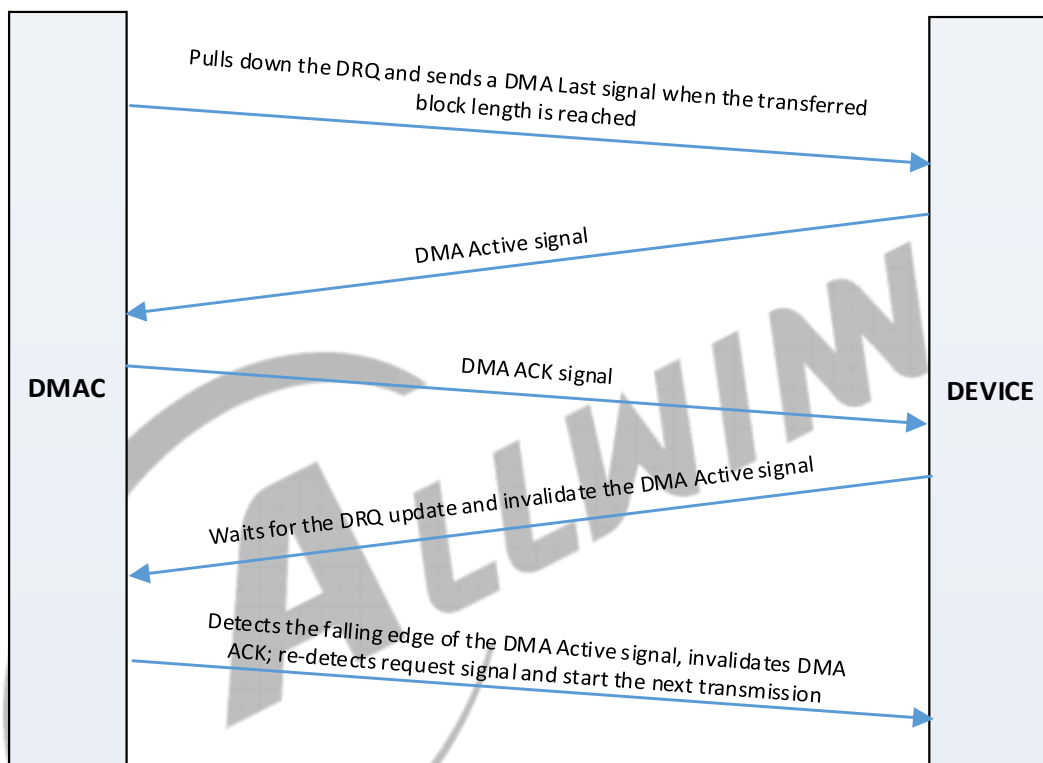 Pulls down the DRQ and sends a DMA Last signal when the transferred
block length is reached
DMA Active signal
DMA ACK signal
DMAC
DEVICE
ALLWINN
Waits for the DRQ update and invalidate the DMA Active signal
Detects the falling edge of the DMA Active signal, invalidates DMA
ACK; re-detects request signal and start the next transmission